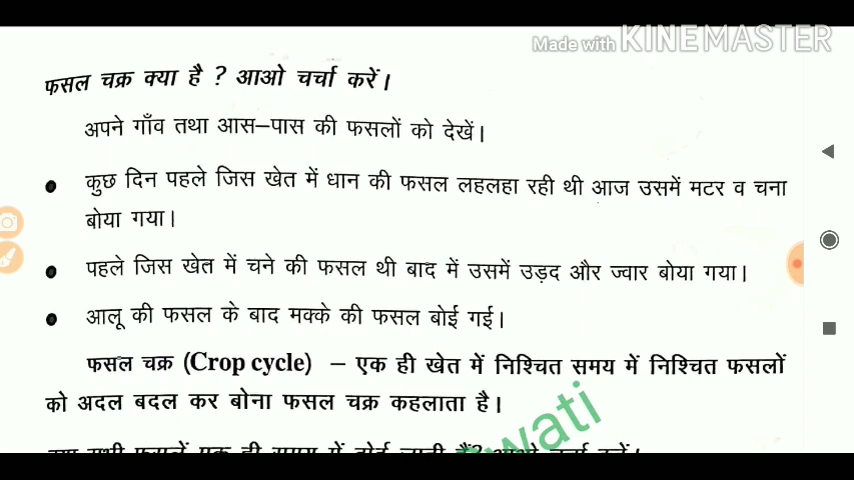 Made with KINEMASTER
फसल चक्र क्या है ? आओ चर्चा करें।
अपने गाँव तथा आस–पास की फसलों को देखें।
• कुछ दिन पहले जिस खेत में धान की फसल लहलहा रही थी आज उसमें मटर व चना
बोया गया।
• पहले जिस खेत में चने की फसल थी बाद में उसमें उड़द और ज्वार बोया गया।
• आलू की फसल के बाद मक्के की फसल बोई गई।
फसल चक्र (Crop cycle) – एक ही खेत में निश्चित समय में निश्चित फसलों
को अदल बदल कर बोना फसल चक्र कहलाता है।